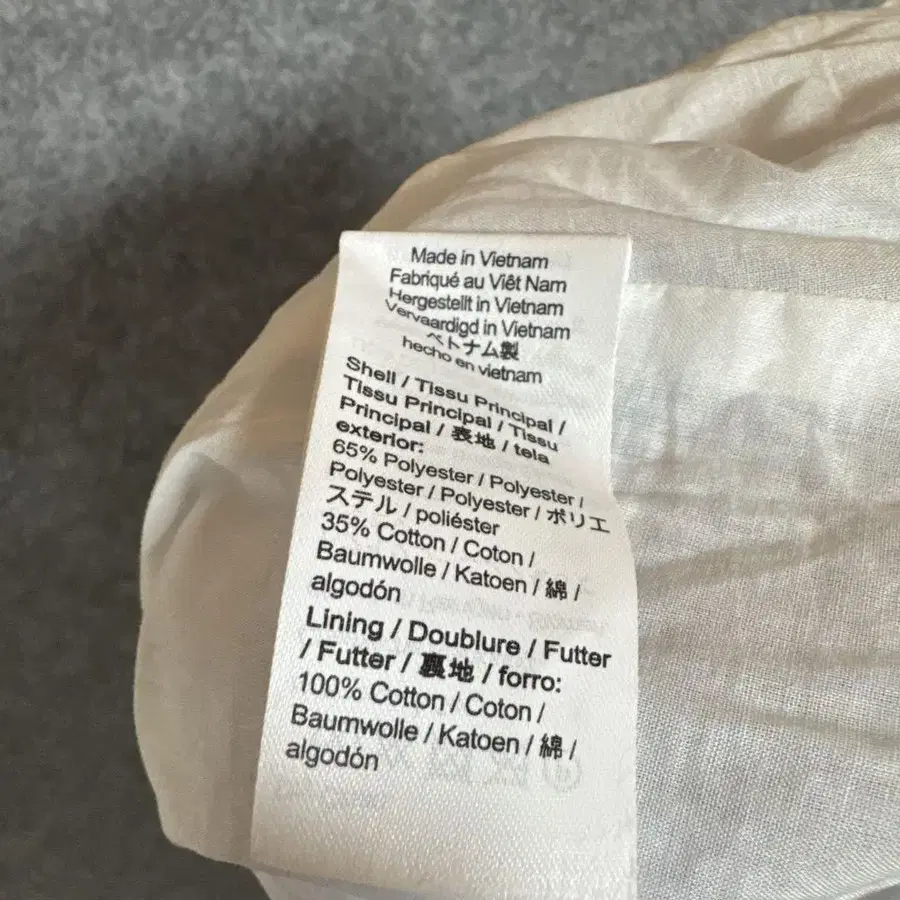 Made in Vietnam
Fabriqué au Viêt Nam
Hergestellt in Vietnam
Vervaardigd in Vietnam
ベトナム製
hecho en vietnam
Shell / Tissu Principal /
Tissu Principal / Tissu
Principal / 表地 / tela
exterior:
65% Polyester / Polyester /
Polyester / Polyester / ポリエ
ステル / poliéster
35% Cotton / Coton /
Baumwolle / Katoen / 綿 /
algodón
Lining / Doublure / Futter
/ Futter / 裏地 / forro:
100% Cotton / Coton /
Baumwolle / Katoen / 綿 /
algodón